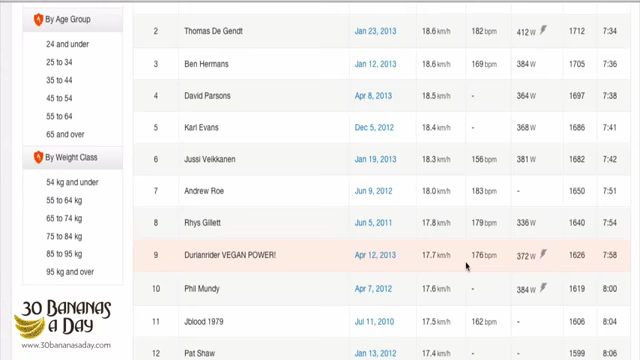 By Age Group
24 and under
25 to 34
35 to 44
45 to 54
55 to 64
65 and over
By Weight Class
54 kg and under
55 to 64 kg
65 to 74 kg
75 to 84 kg
85 to 95 kg
95 kg and over
30 BANANAS
A DAY
www.30bananasaday.com
2 Thomas De Gendt Jan 23, 2013 18.6 km/h 182 bpm 412 W 1712 7:34
3 Ben Hermans Jan 12, 2013 18.6 km/h 169 bpm 384 W 1705 7:36
4 David Parsons Apr 8, 2013 18.5 km/h - 364 W 1697 7:38
5 Karl Evans Dec 5, 2012 18.4 km/h - 368 W 1686 7:41
6 Jussi Veikkanen Jan 19, 2013 18.3 km/h 156 bpm 381 W 1682 7:42
7 Andrew Roe Jun 9, 2012 18.0 km/h 183 bpm - 1650 7:51
8 Rhys Gillett Jun 5, 2011 17.8 km/h 179 bpm 336 W 1640 7:54
9 Durianrider VEGAN POWER! Apr 12, 2013 17.7 km/h 176 bpm 372 W 1626 7:58
10 Phil Mundy Apr 7, 2012 17.6 km/h - 384 W 1619 8:00
11 Jblood 1979 Jul 11, 2010 17.5 km/h 162 bpm - 1606 8:04
12 Pat Shaw Jan 13, 2012 17.4 km/h - - 1599 8:06